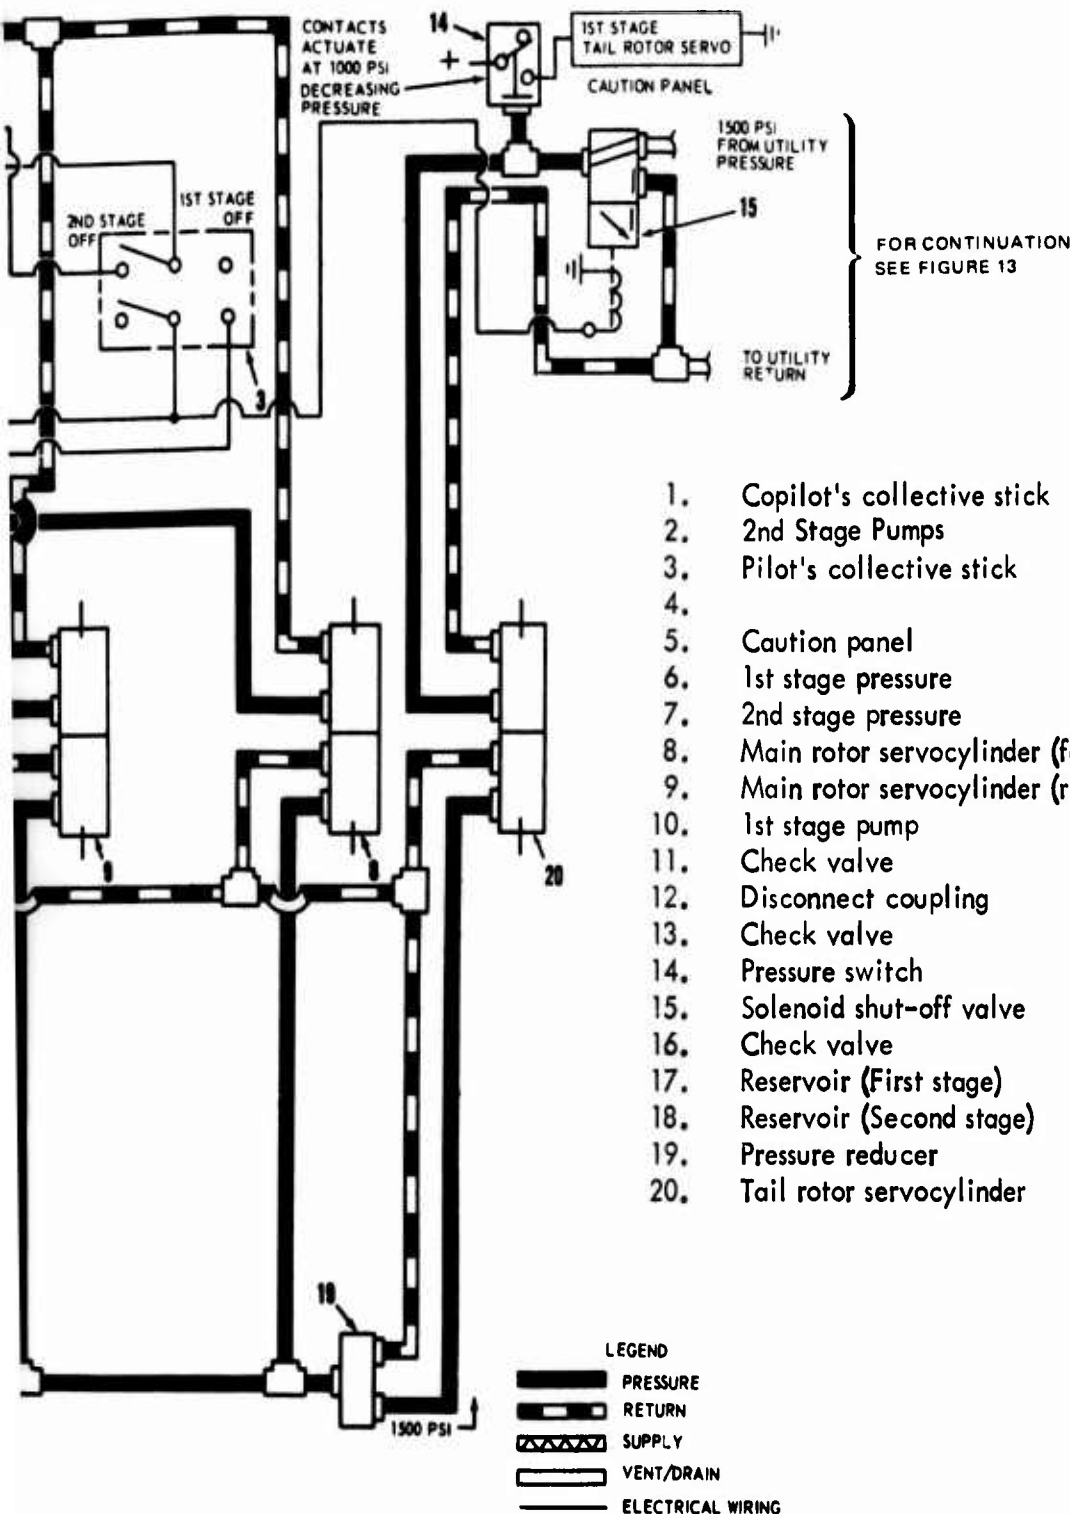 CONTACTS
ACTUATE
AT 1000 PSI
DECREASING
PRESSURE
14
+
1ST STAGE
TAIL ROTOR SERVO
CAUTION PANEL
1500 PSI
FROM UTILITY
PRESSURE
15
FOR CONTINUATION
SEE FIGURE 13
TO UTILITY
RETURN
1ST STAGE
OFF
2ND STAGE
OFF
3
9
8
20
19
1500 PSI
1. Copilot's collective stick
2. 2nd Stage Pumps
3. Pilot's collective stick
4.
5. Caution panel
6. 1st stage pressure
7. 2nd stage pressure
8. Main rotor servocylinder (f
9. Main rotor servocylinder (r
10. 1st stage pump
11. Check valve
12. Disconnect coupling
13. Check valve
14. Pressure switch
15. Solenoid shut-off valve
16. Check valve
17. Reservoir (First stage)
18. Reservoir (Second stage)
19. Pressure reducer
20. Tail rotor servocylinder
LEGEND
PRESSURE
RETURN
SUPPLY
VENT/DRAIN
ELECTRICAL WIRING